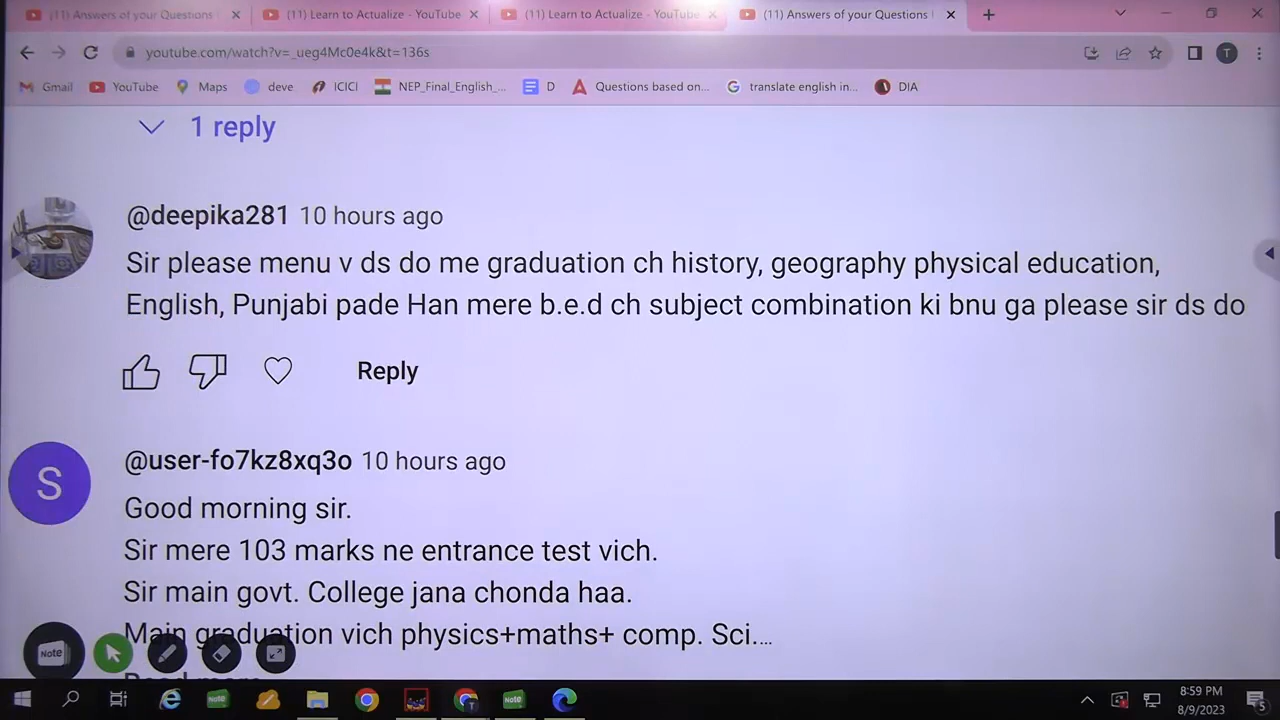 (11) Answers of your Questions
(11) Learn to Actualize - YouTube
(11) Learn to Actualize - YouTube
(11) Answers of your Questions
youtube.com/watch?v=_ueg4Mc0e4k&t=136s
T
Gmail YouTube Maps deve ICICI NEP_Final_English_... D Questions based on... translate english in... DIA
1 reply
@deepika281 10 hours ago
Sir please menu v ds do me graduation ch history, geography physical education,
English, Punjabi pade Han mere b.e.d ch subject combination ki bnu ga please sir ds do
Reply
S
@user-fo7kz8xq3o 10 hours ago
Good morning sir.
Sir mere 103 marks ne entrance test vich.
Sir main govt. College jana chonda haa.
Main graduation vich physics+maths+ comp. Sci....
Note
Read more
8:59 PM
8/9/2023
5